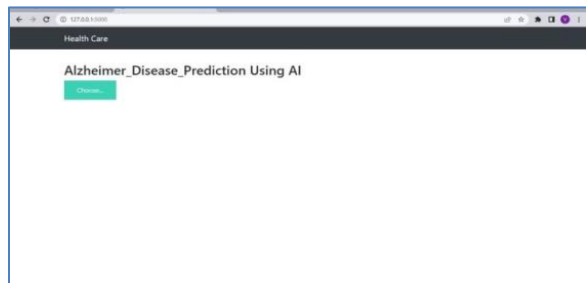 127.0.0.1:5000
Health Care
Alzheimer_Disease_Prediction Using AI
Choose...